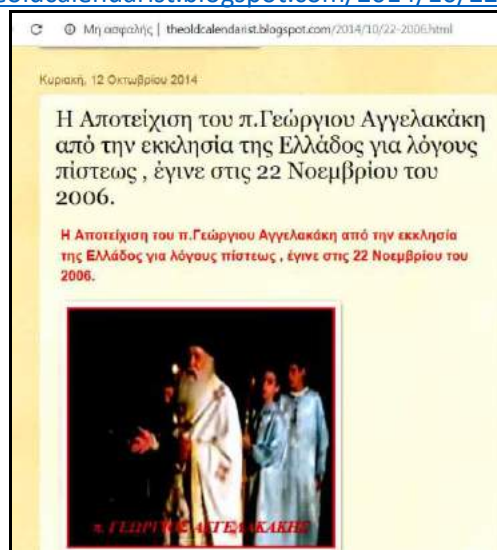 Μη ασφαλής | theoldcalendarist.blogspot.com/2014/10/22-2006.html
Κυριακή, 12 Οκτωβρίου 2014
Η Αποτείχιση του π.Γεώργιου Αγγελακάκη
από την εκκλησία της Ελλάδος για λόγους
πίστεως , έγινε στις 22 Νοεμβρίου του
2006.
Η Αποτείχιση του π.Γεώργιου Αγγελακάκη από την εκκλησία
της Ελλάδος για λόγους πίστεως , έγινε στις 22 Νοεμβρίου του
2006.
π. ΓΕΩΡΓΙΟΣ ΑΓΓΕΛΑΚΑΚΗΣ